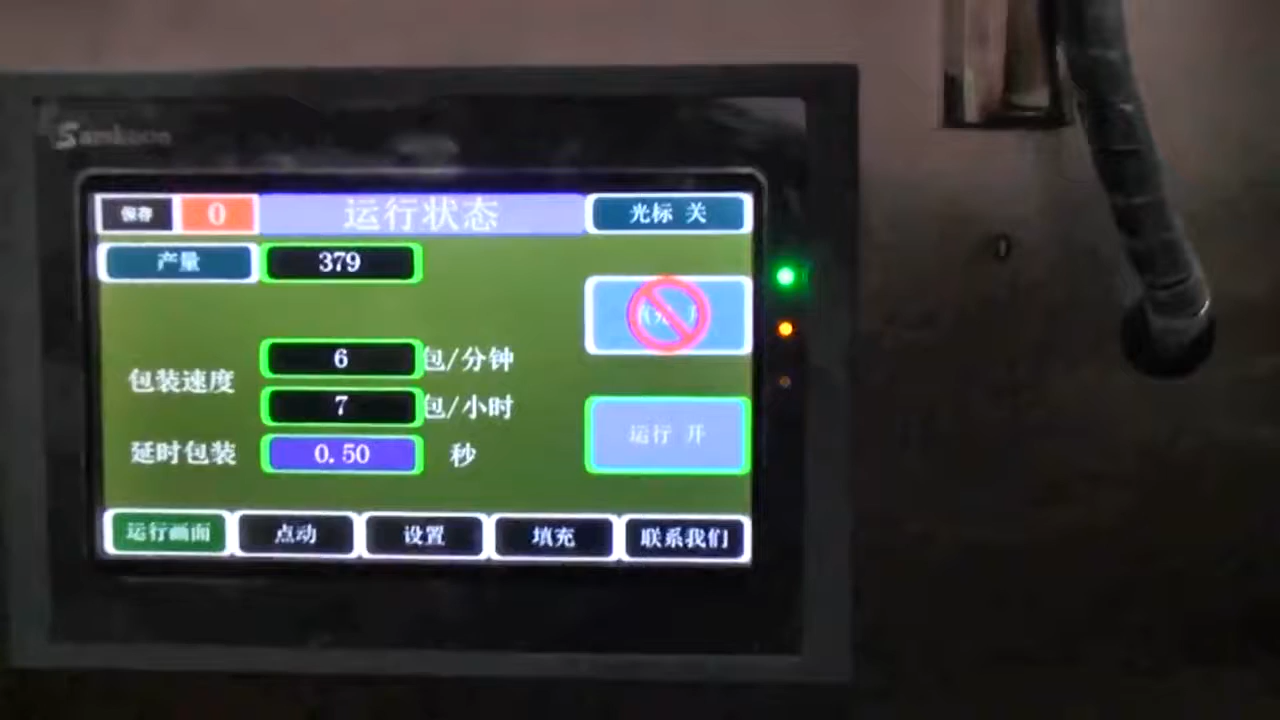 Samkoon
保存 0 运行状态 光标 关
产量 379
包装速度 6 包/分钟
7 包/小时
延时包装 0.50 秒
运行 开
运行画面 点动 设置 填充 联系我们